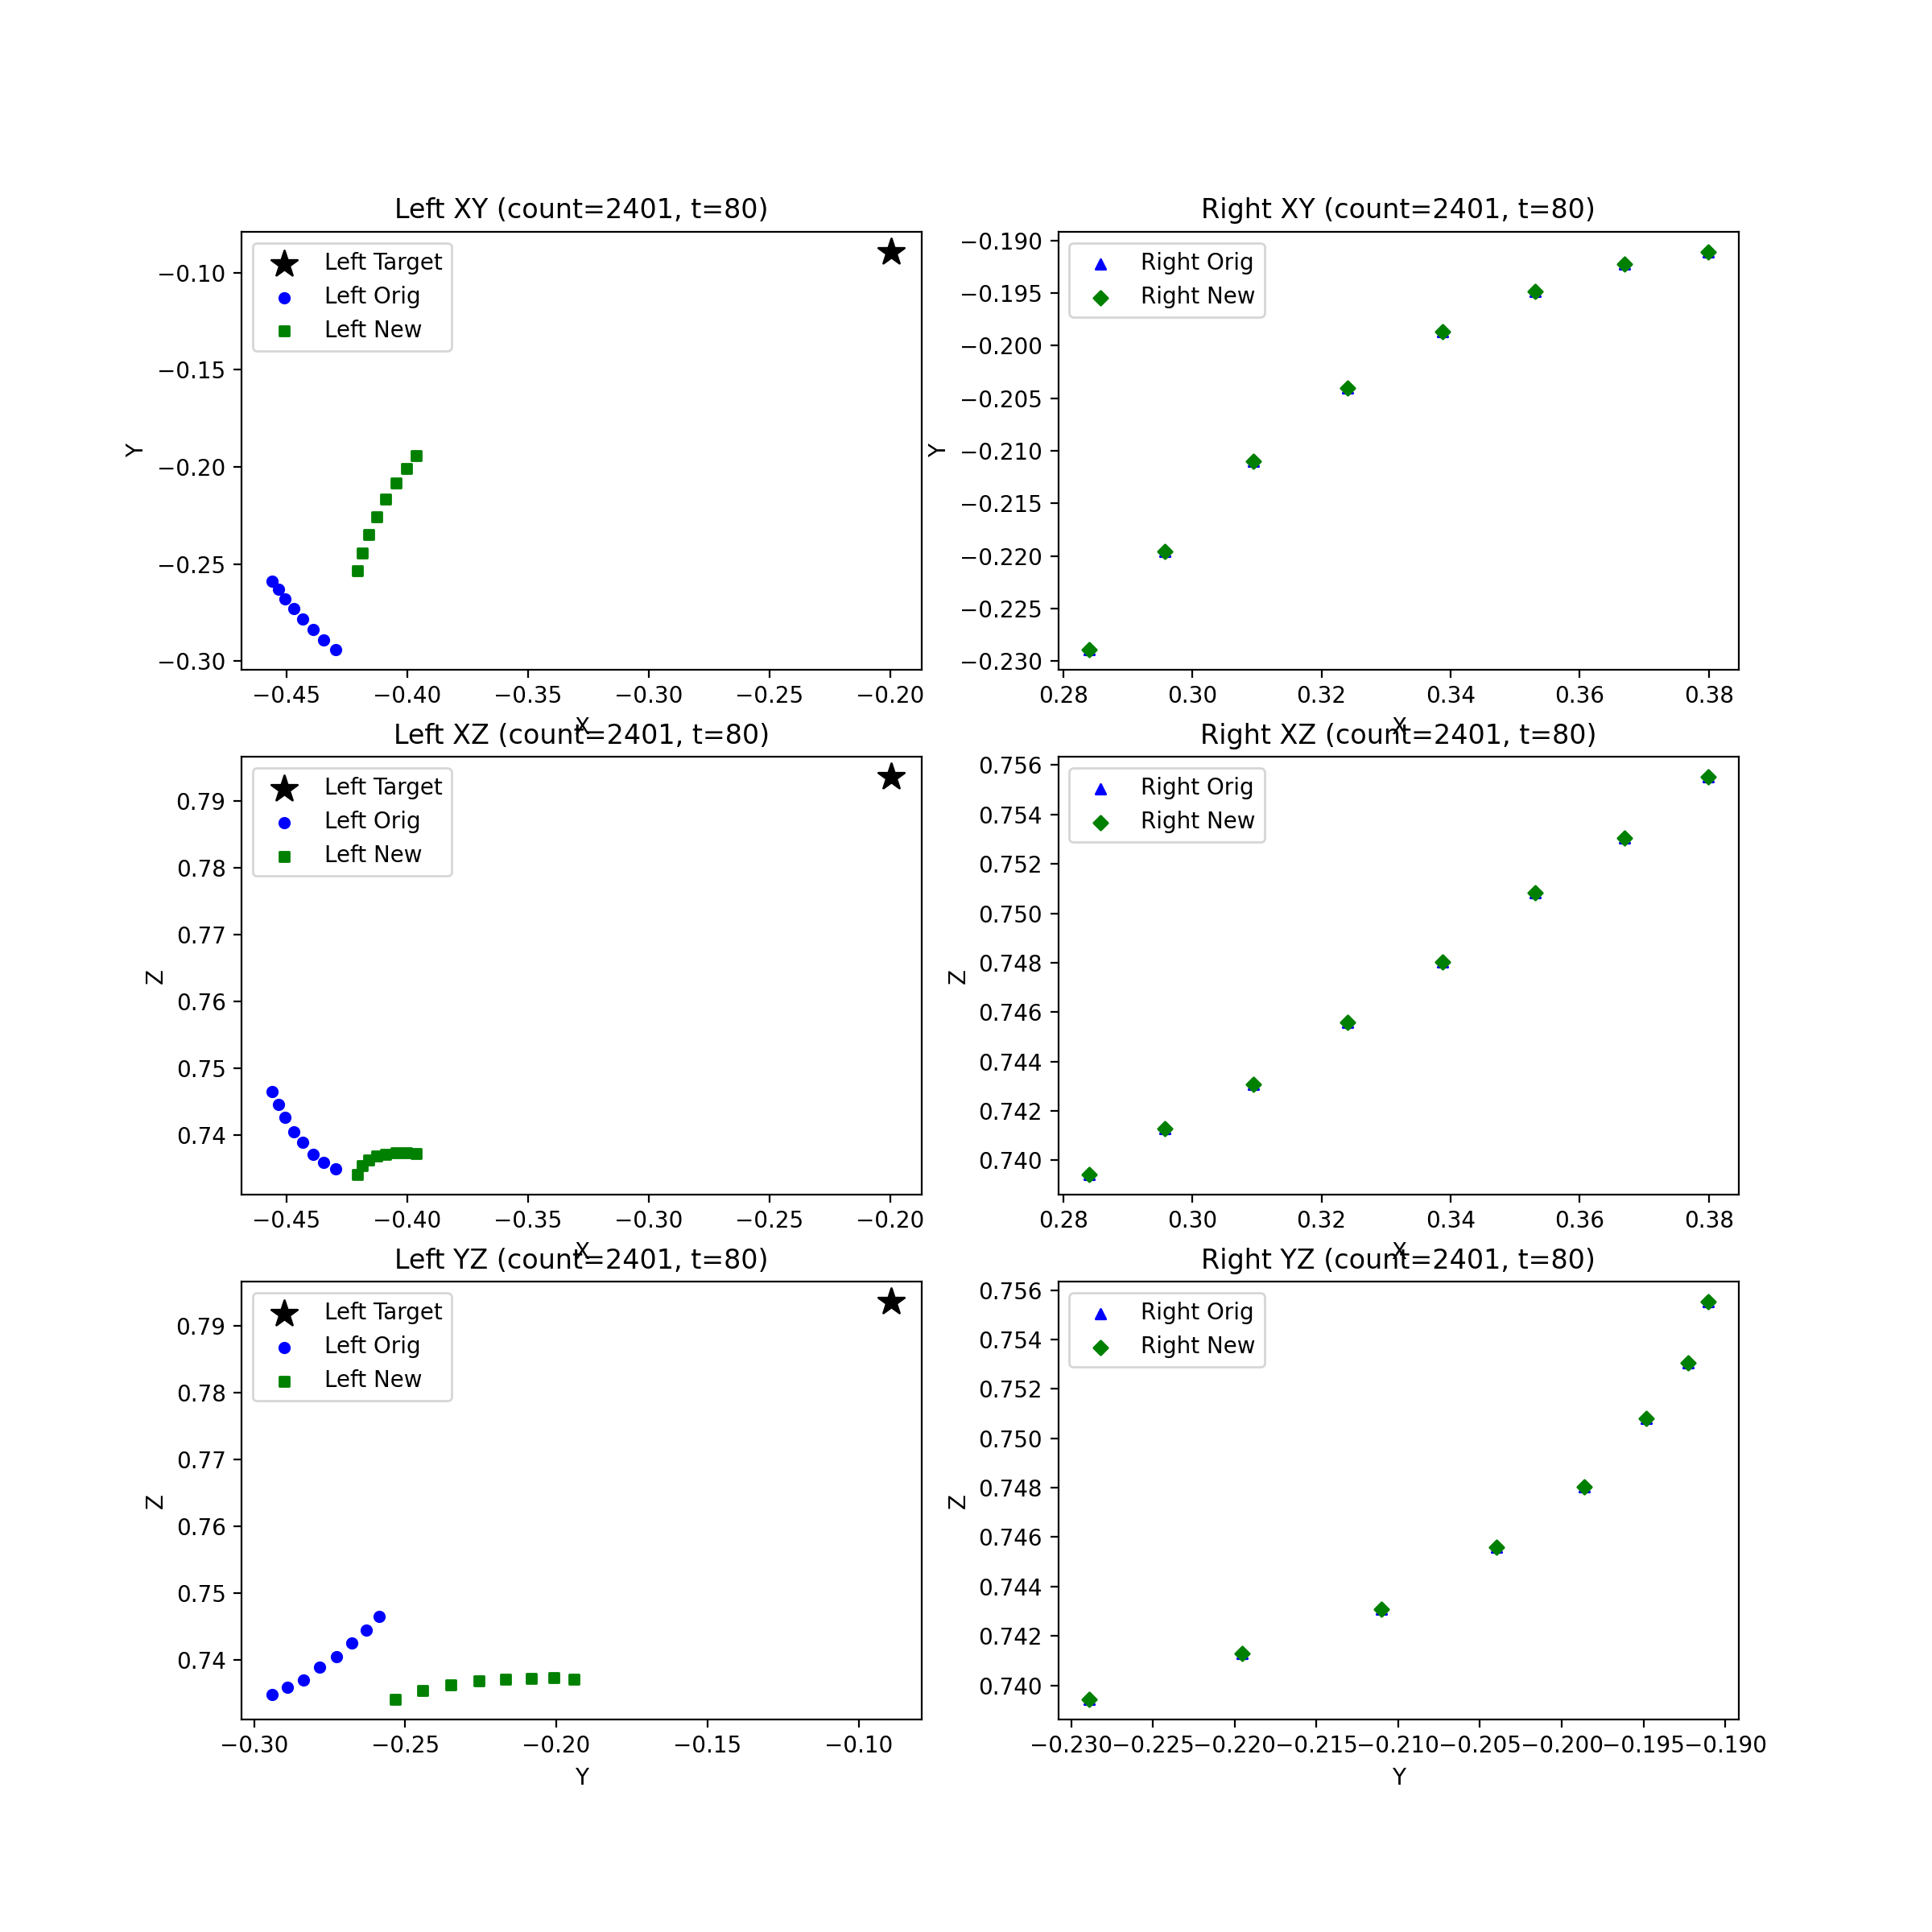 Left XY (count=2401, t=80)
Left Target
Left Orig
Left New
−0.10
−0.15
−0.20
−0.25
−0.30
Y
−0.45
−0.40
−0.35
−0.30
−0.25
−0.20
X
Right XY (count=2401, t=80)
Right Orig
Right New
−0.190
−0.195
−0.200
−0.205
−0.210
−0.215
−0.220
−0.225
−0.230
Y
0.28
0.30
0.32
0.34
0.36
0.38
X
Left XZ (count=2401, t=80)
Left Target
Left Orig
Left New
0.79
0.78
0.77
0.76
0.75
0.74
Z
−0.45
−0.40
−0.35
−0.30
−0.25
−0.20
X
Right XZ (count=2401, t=80)
Right Orig
Right New
0.756
0.754
0.752
0.750
0.748
0.746
0.744
0.742
0.740
Z
0.28
0.30
0.32
0.34
0.36
0.38
X
Left YZ (count=2401, t=80)
Left Target
Left Orig
Left New
0.79
0.78
0.77
0.76
0.75
0.74
Z
−0.30
−0.25
−0.20
−0.15
−0.10
Y
Right YZ (count=2401, t=80)
Right Orig
Right New
0.756
0.754
0.752
0.750
0.748
0.746
0.744
0.742
0.740
Z
−0.230
−0.225
−0.220
−0.215
−0.210
−0.205
−0.200
−0.195
−0.190
Y